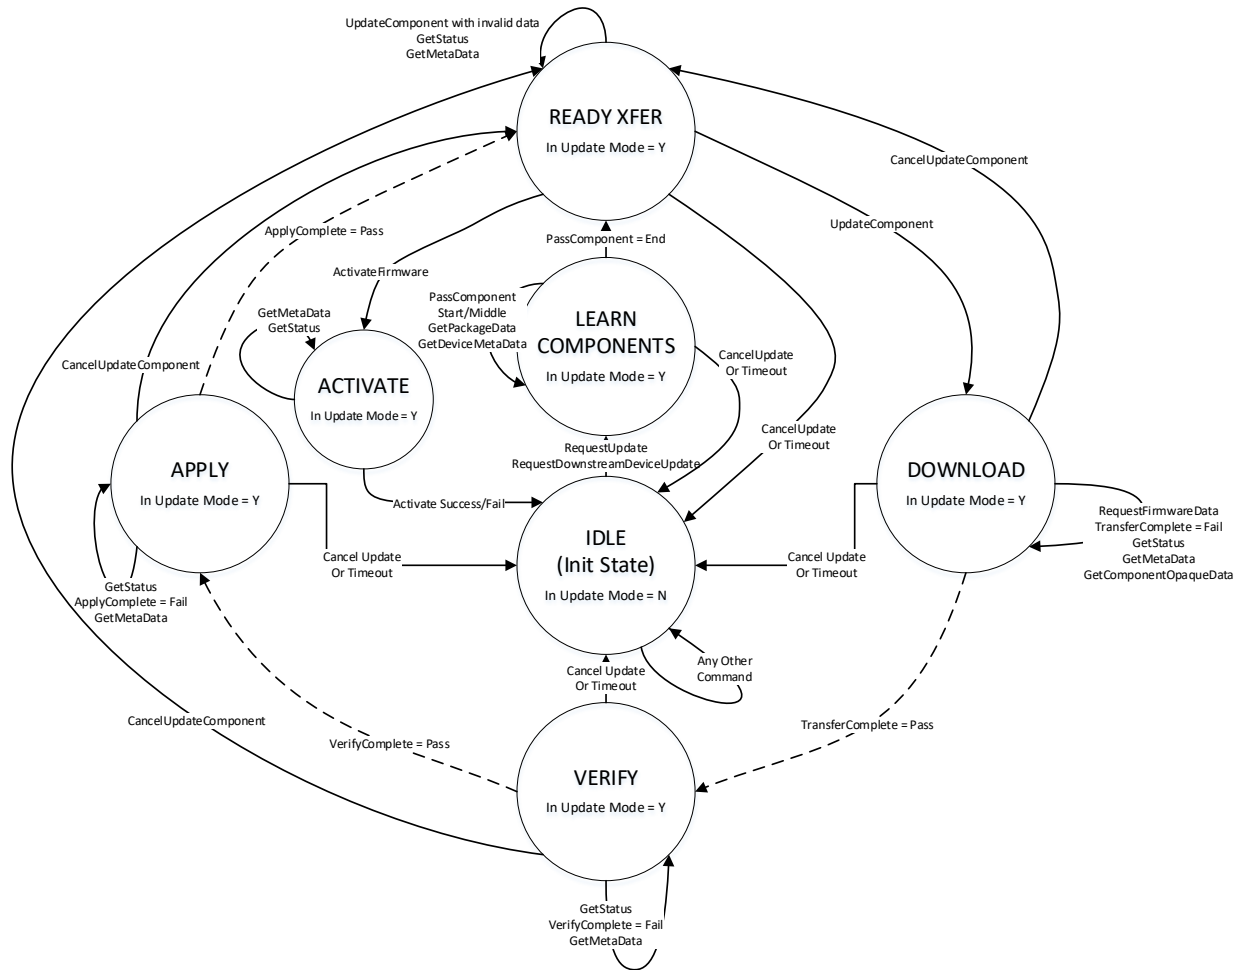 UpdateComponent with invalid data
GetStatus
GetMetaData
READY XFER
In Update Mode = Y
CancelUpdateComponent
UpdateComponent
ApplyComplete = Pass
PassComponent = End
ActivateFirmware
PassComponent
Start/Middle
GetPackageData
GetDeviceMetaData
LEARN
COMPONENTS
In Update Mode = Y
GetMetaData
GetStatus
CancelUpdate
Or Timeout
CancelUpdateComponent
ACTIVATE
In Update Mode = Y
CancelUpdate
Or Timeout
RequestUpdate
RequestDownstreamDeviceUpdate
APPLY
In Update Mode = Y
DOWNLOAD
In Update Mode = Y
Activate Success/Fail
RequestFirmwareData
TransferComplete = Fail
GetStatus
GetMetaData
GetComponentOpaqueData
IDLE
(Init State)
In Update Mode = N
Cancel Update
Or Timeout
Cancel Update
Or Timeout
GetStatus
ApplyComplete = Fail
GetMetaData
Any Other
Command
Cancel Update
Or Timeout
CancelUpdateComponent
VerifyComplete = Pass
TransferComplete = Pass
VERIFY
In Update Mode = Y
GetStatus
VerifyComplete = Fail
GetMetaData